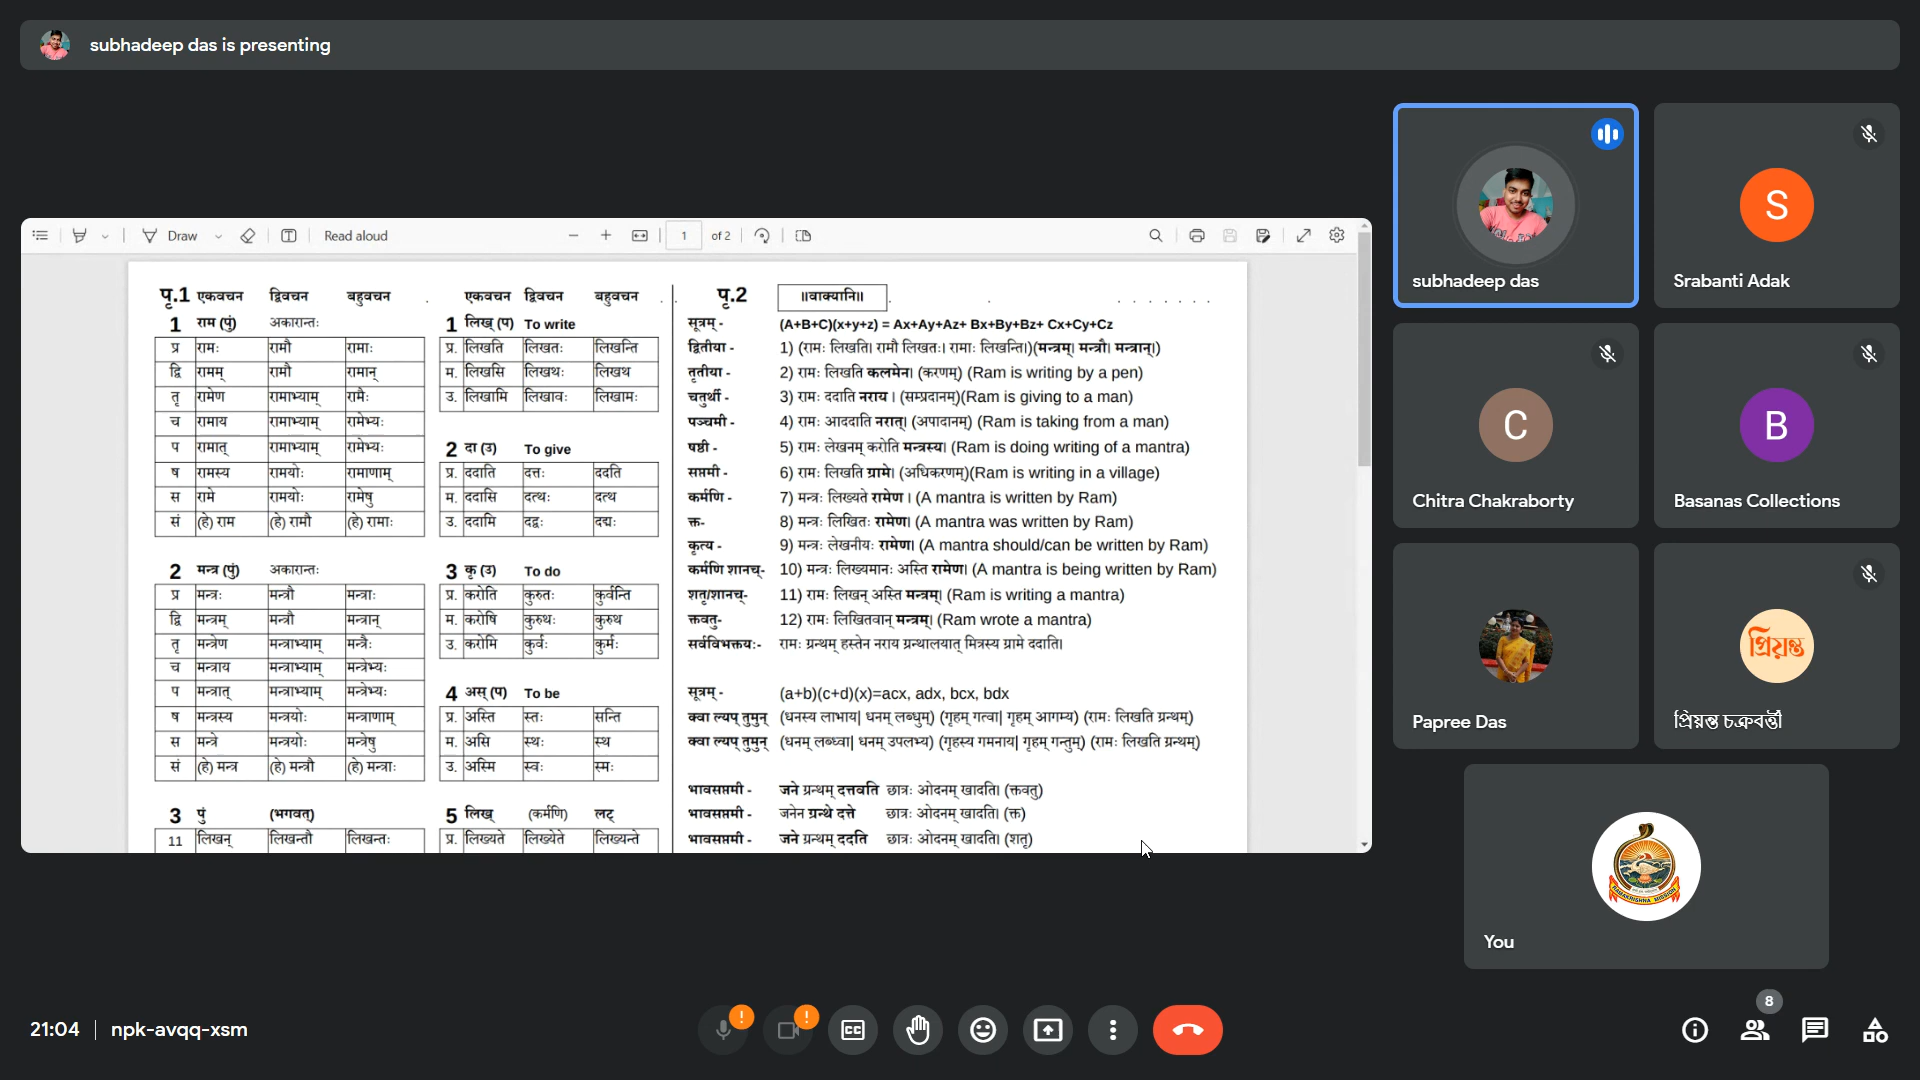 subhadeep das is presenting
Draw
Read aloud
1 of 2
पृ.1 एकवचन द्विवचन बहुवचन
1 राम (पुं) अकारान्तः
प्र रामः रामौ रामाः
द्वि रामम् रामौ रामान्
तृ रामेण रामाभ्याम् रामैः
च रामाय रामाभ्याम् रामेभ्यः
प रामात् रामाभ्याम् रामेभ्यः
ष रामस्य रामयोः रामाणाम्
स रामे रामयोः रामेषु
सं (हे) राम (हे) रामौ (हे) रामाः
2 मन्त्र (पुं) अकारान्तः
प्र मन्त्रः मन्त्रौ मन्त्राः
द्वि मन्त्रम् मन्त्रौ मन्त्रान्
तृ मन्त्रेण मन्त्राभ्याम् मन्त्रैः
च मन्त्राय मन्त्राभ्याम् मन्त्रेभ्यः
प मन्त्रात् मन्त्राभ्याम् मन्त्रेभ्यः
ष मन्त्रस्य मन्त्रयोः मन्त्राणाम्
स मन्त्रे मन्त्रयोः मन्त्रेषु
सं (हे) मन्त्र (हे) मन्त्रौ (हे) मन्त्राः
3 पुं (भगवत्)
11 लिखन् लिखन्तौ लिखन्तः
एकवचन द्विवचन बहुवचन
1 लिख् (प) To write
प्र. लिखति लिखतः लिखन्ति
म. लिखसि लिखथः लिखथ
उ. लिखामि लिखावः लिखामः
2 दा (उ) To give
प्र. ददाति दत्तः ददति
म. ददासि दत्थः दत्थ
उ. ददामि दद्वः दद्मः
3 कृ (उ) To do
प्र. करोति कुरुतः कुर्वन्ति
म. करोषि कुरुथः कुरुथ
उ. करोमि कुर्वः कुर्मः
4 अस् (प) To be
प्र. अस्ति स्तः सन्ति
म. असि स्थः स्थ
उ. अस्मि स्वः स्मः
5 लिख् (कर्मणि) लट्
प्र. लिख्यते लिख्येते लिख्यन्ते
पृ.2 ॥वाक्यानि॥
सूत्रम् - (A+B+C)(x+y+z) = Ax+Ay+Az+ Bx+By+Bz+ Cx+Cy+Cz
द्वितीया - 1) (रामः लिखति। रामौ लिखतः। रामाः लिखन्ति।)(मन्त्रम्। मन्त्रौ। मन्त्रान्।)
तृतीया - 2) रामः लिखति कलमेन। (करणम्) (Ram is writing by a pen)
चतुर्थी - 3) रामः ददाति नराय । (सम्प्रदानम्)(Ram is giving to a man)
पञ्चमी - 4) रामः आददाति नरात्। (अपादानम्) (Ram is taking from a man)
षष्ठी - 5) रामः लेखनम् करोति मन्त्रस्य। (Ram is doing writing of a mantra)
सप्तमी - 6) रामः लिखति ग्रामे। (अधिकरणम्)(Ram is writing in a village)
कर्मणि - 7) मन्त्रः लिख्यते रामेण । (A mantra is written by Ram)
क्त- 8) मन्त्रः लिखितः रामेण। (A mantra was written by Ram)
कृत्य - 9) मन्त्रः लेखनीयः रामेण। (A mantra should/can be written by Ram)
कर्मणि शानच्- 10) मन्त्रः लिख्यमानः अस्ति रामेण। (A mantra is being written by Ram)
शतृ/शानच्- 11) रामः लिखन् अस्ति मन्त्रम्। (Ram is writing a mantra)
क्तवतु- 12) रामः लिखितवान् मन्त्रम्। (Ram wrote a mantra)
सर्वविभक्तयः- रामः ग्रन्थम् हस्तेन नराय ग्रन्थालयात् मित्रस्य ग्रामे ददाति।
सूत्रम् - (a+b)(c+d)(x)=acx, adx, bcx, bdx
क्त्वा ल्यप् तुमुन् (धनस्य लाभाय| धनम् लब्धुम्) (गृहम् गत्वा| गृहम् आगम्य) (रामः लिखति ग्रन्थम्)
क्त्वा ल्यप् तुमुन् (धनम् लब्ध्वा| धनम् उपलभ्य) (गृहस्य गमनाय| गृहम् गन्तुम्) (रामः लिखति ग्रन्थम्)
भावसप्तमी - जने ग्रन्थम् दत्तवति छात्रः ओदनम् खादति। (क्तवतु)
भावसप्तमी - जनेन ग्रन्थे दत्ते छात्रः ओदनम् खादति। (क्त)
भावसप्तमी - जने ग्रन्थम् ददति छात्रः ओदनम् खादति। (शतृ)
subhadeep das
S
Srabanti Adak
C
Chitra Chakraborty
B
Basanas Collections
Papree Das
প্রিয়ন্ত
প্রিয়ন্ত চক্রবর্ত্তী
RAMAKRISHNA MISSION
You
21:04 | npk-avqq-xsm
8